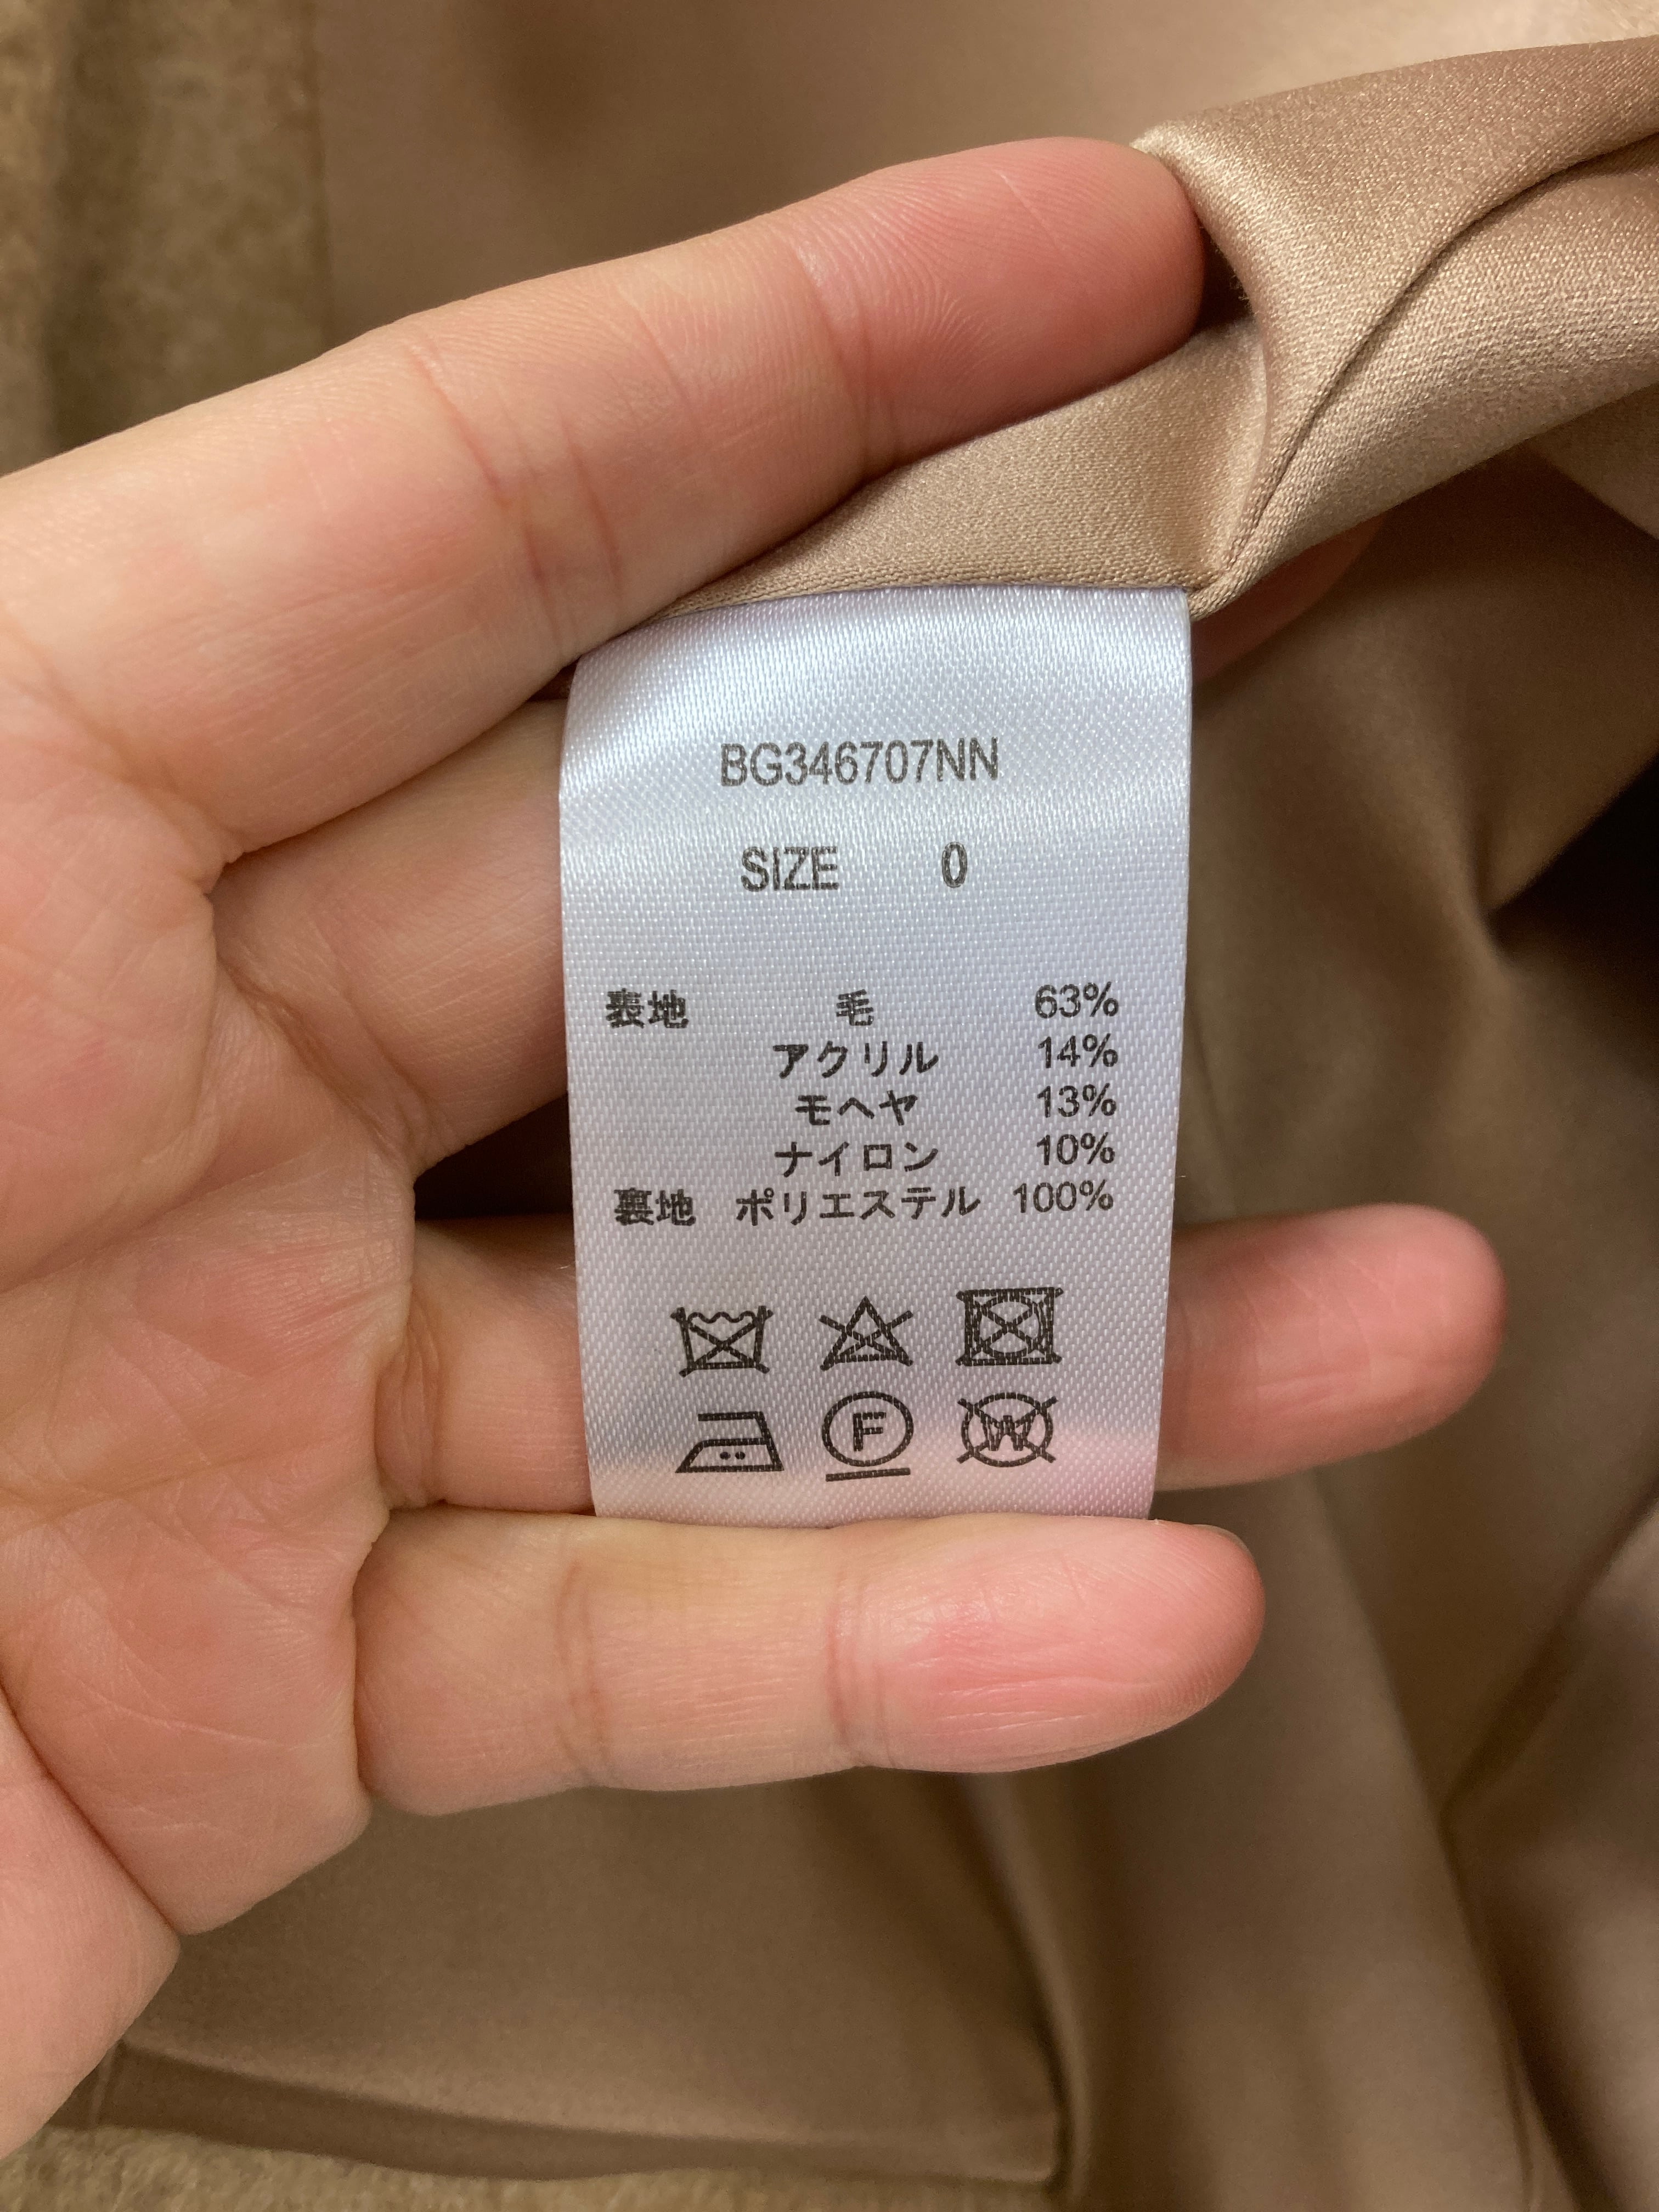 BG346707NN
SIZE 0
表地 毛 63%
アクリル 14%
モヘヤ 13%
ナイロン 10%
裏地 ポリエステル 100%
F W